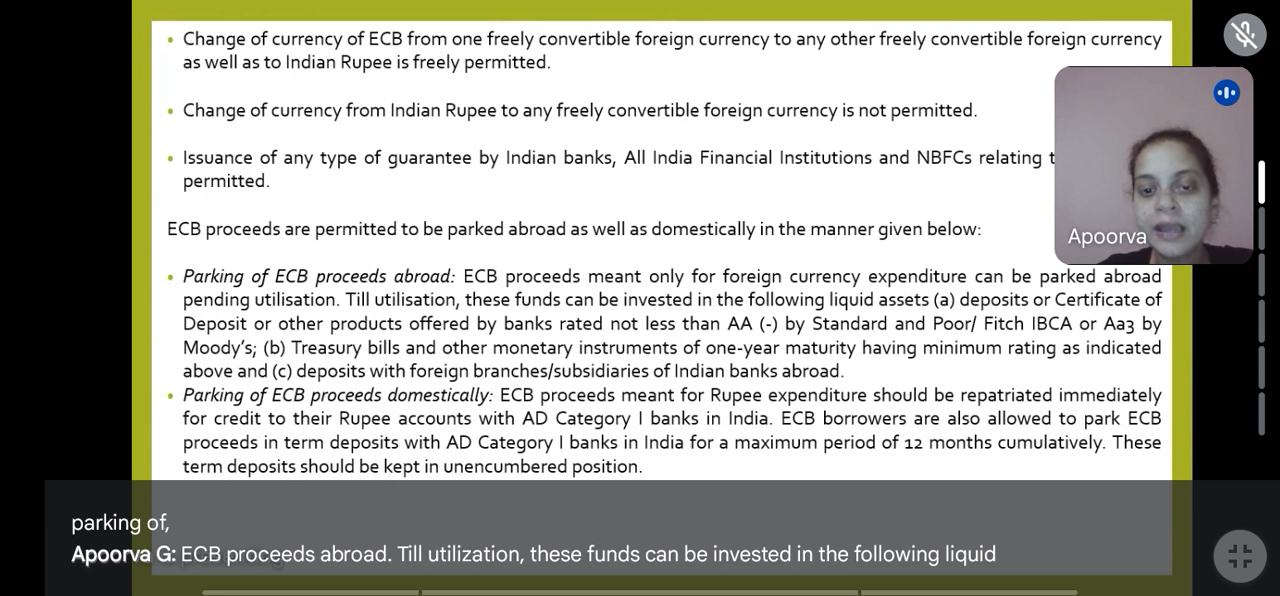 Change of currency of ECB from one freely convertible foreign currency to any other freely convertible foreign currency
as well as to Indian Rupee is freely permitted.
Change of currency from Indian Rupee to any freely convertible foreign currency is not permitted.
Issuance of any type of guarantee by Indian banks, All India Financial Institutions and NBFCs relating
permitted.
ECB proceeds are permitted to be parked abroad as well as domestically in the manner given below:
Parking of ECB proceeds abroad: ECB proceeds meant only for foreign currency expenditure can be parked abroad
pending utilisation. Till utilisation, these funds can be invested in the following liquid assets (a) deposits or Certificate of
Deposit or other products offered by banks rated not less than AA (-) by Standard and Poor/ Fitch IBCA or Aa3 by
Moody's; (b) Treasury bills and other monetary instruments of one-year maturity having minimum rating as indicated
above and (c) deposits with foreign branches/subsidiaries of Indian banks abroad.
Parking of ECB proceeds domestically: ECB proceeds meant for Rupee expenditure should be repatriated immediately
for credit to their Rupee accounts with AD Category I banks in India. ECB borrowers are also allowed to park ECB
proceeds in term deposits with AD Category I banks in India for a maximum period of 12 months cumulatively. These
term deposits should be kept in unencumbered position.
Apoorva
parking of,
Apoorva G: ECB proceeds abroad. Till utilization, these funds can be invested in the following liquid